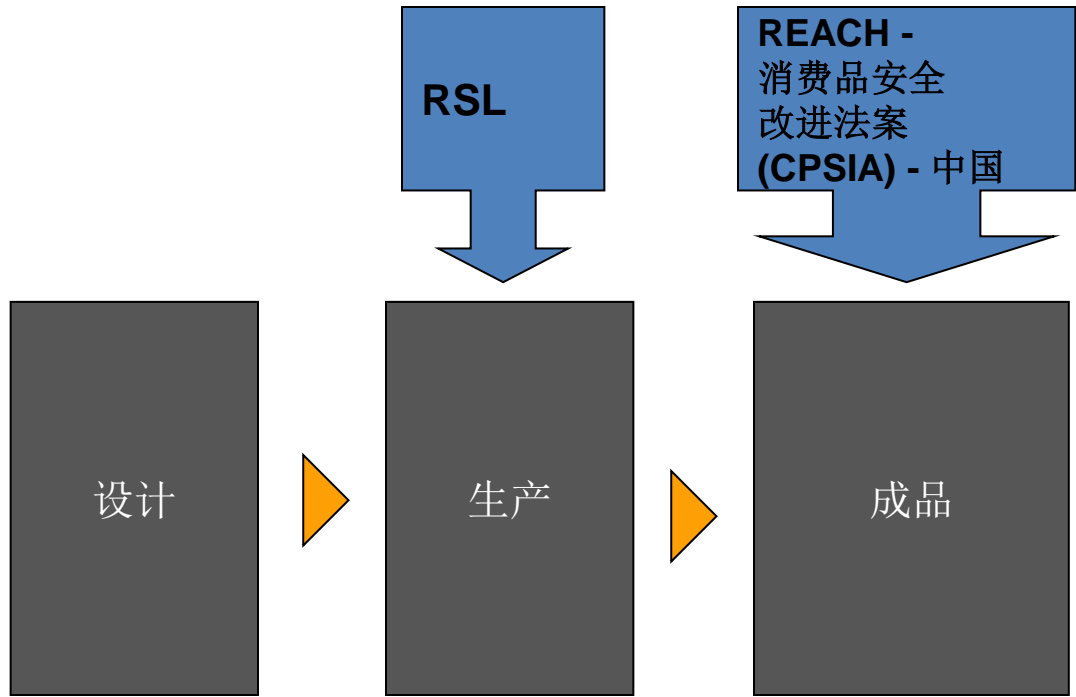 RSL
REACH -
消费品安全
改进法案
(CPSIA) - 中国
设计
生产
成品